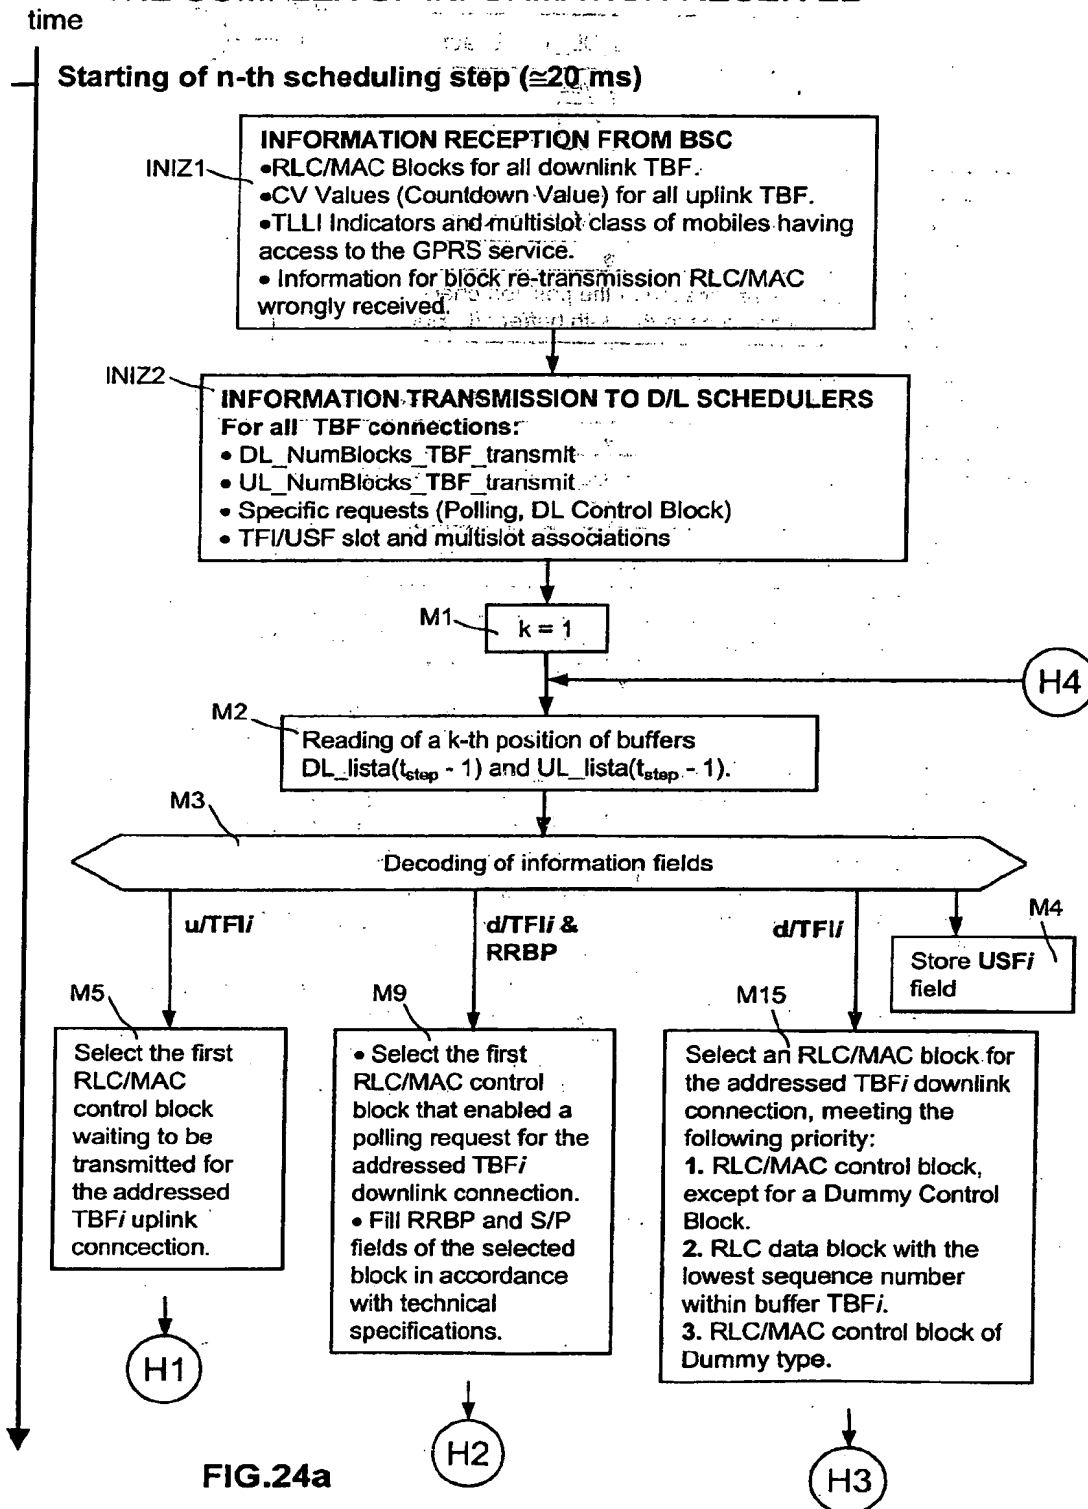 time
Starting of n-th scheduling step (≅20 ms)
INIZ1
INFORMATION RECEPTION FROM BSC
•RLC/MAC Blocks for all downlink TBF.
•CV Values (Countdown Value) for all uplink TBF.
•TLLI Indicators and multislot class of mobiles having
access to the GPRS service.
• Information for block re-transmission RLC/MAC
wrongly received.
INIZ2
INFORMATION TRANSMISSION TO D/L SCHEDULERS
For all TBF connections:
• DL_NumBlocks_TBF_transmit
• UL_NumBlocks_TBF_transmit
• Specific requests (Polling, DL Control Block)
• TFI/USF slot and multislot associations
M1
k = 1
H4
M2
Reading of a k-th position of buffers
DL_lista(tstep - 1) and UL_lista(tstep - 1).
M3
Decoding of information fields
u/TFIi
d/TFIi &
RRBP
d/TFIi
M4
Store USFi
field
M5
Select the first
RLC/MAC
control block
waiting to be
transmitted for
the addressed
TBFi uplink
conncection.
H1
M9
• Select the first
RLC/MAC control
block that enabled a
polling request for the
addressed TBFi
downlink connection.
• Fill RRBP and S/P
fields of the selected
block in accordance
with technical
specifications.
H2
M15
Select an RLC/MAC block for
the addressed TBFi downlink
connection, meeting the
following priority:
1. RLC/MAC control block,
except for a Dummy Control
Block.
2. RLC data block with the
lowest sequence number
within buffer TBFi.
3. RLC/MAC control block of
Dummy type.
H3
FIG.24a